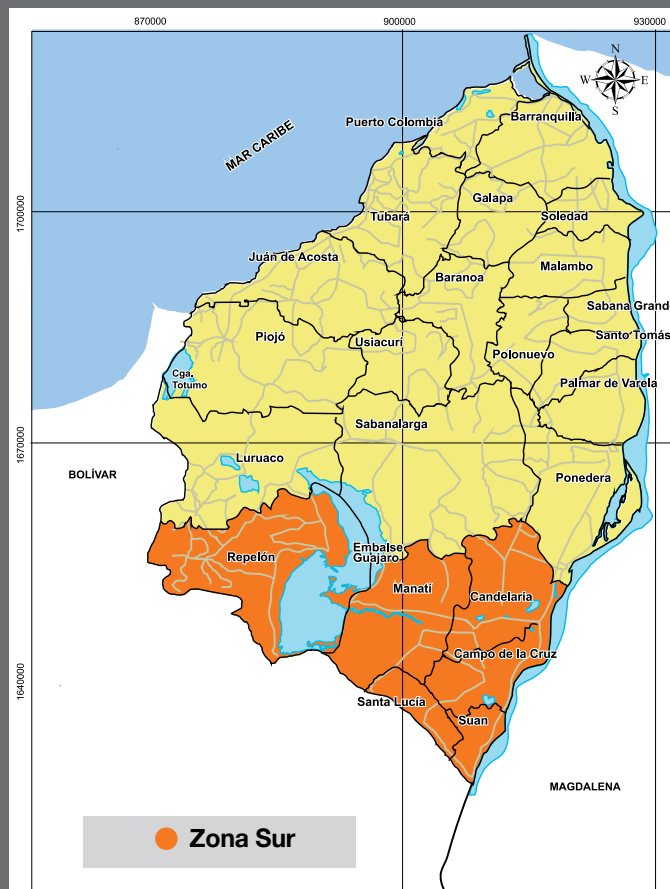 870000
900000
930000
N
W E
S
Puerto Colombia
Barranquilla
MAR CARIBE
1700000
Galapa
Tubará
Soledad
Juán de Acosta
Malambo
Baranoa
Sabana Grand
Piojó
Usiacurí
Santo Tomás
Polonuevo
Cga.
Totumo
Palmar de Varela
Sabanalarga
1670000
Luruaco
BOLÍVAR
Ponedera
Repelón
Embalse
Guajaro
Manatí
Candelaria
Campo de la Cruz
1640000
Santa Lucía
Suan
MAGDALENA
Zona Sur